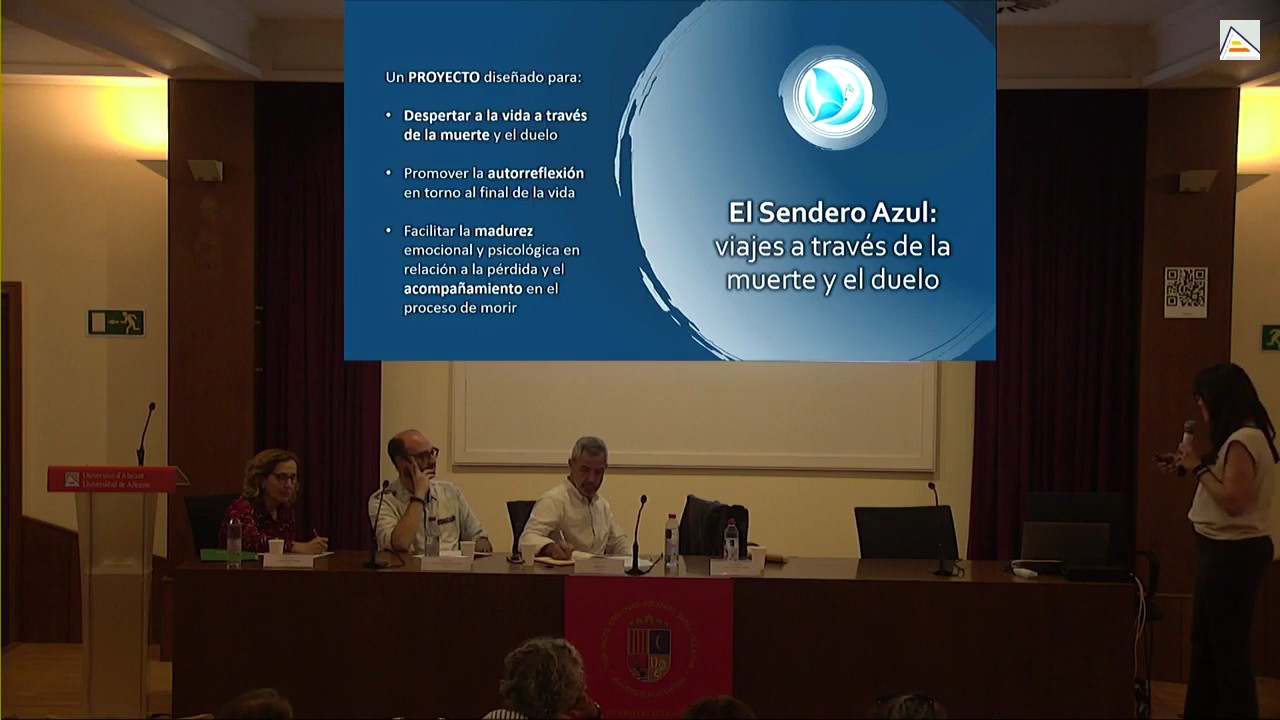 Un PROYECTO diseñado para:
• Despertar a la vida a través
de la muerte y el duelo
• Promover la autorreflexión
en torno al final de la vida
• Facilitar la madurez
emocional y psicológica en
relación a la pérdida y el
acompañamiento en el
proceso de morir
El Sendero Azul:
viajes a través de la
muerte y el duelo
Universitat d'Alacant
Universidad de Alicante